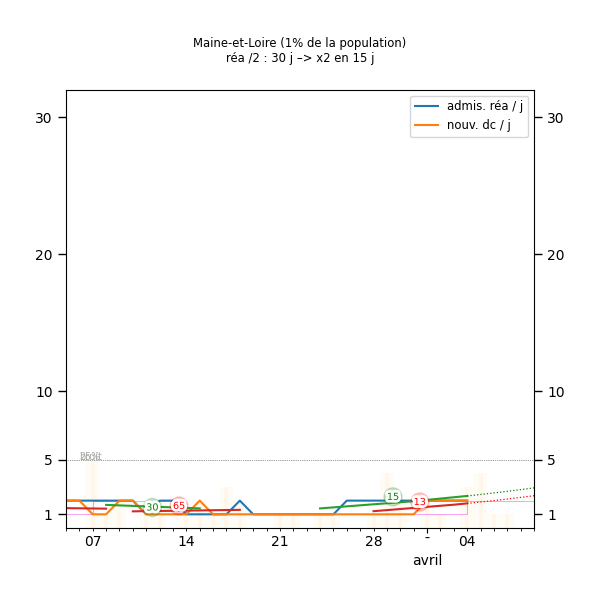 Maine-et-Loire (1% de la population)
réa /2 : 30 j –> x2 en 15 j
admis. réa / j
nouv. dc / j
30 30
20 20
10 10
5 5
1 1
30 65 15 13
07 14 21 28 - 04
avril